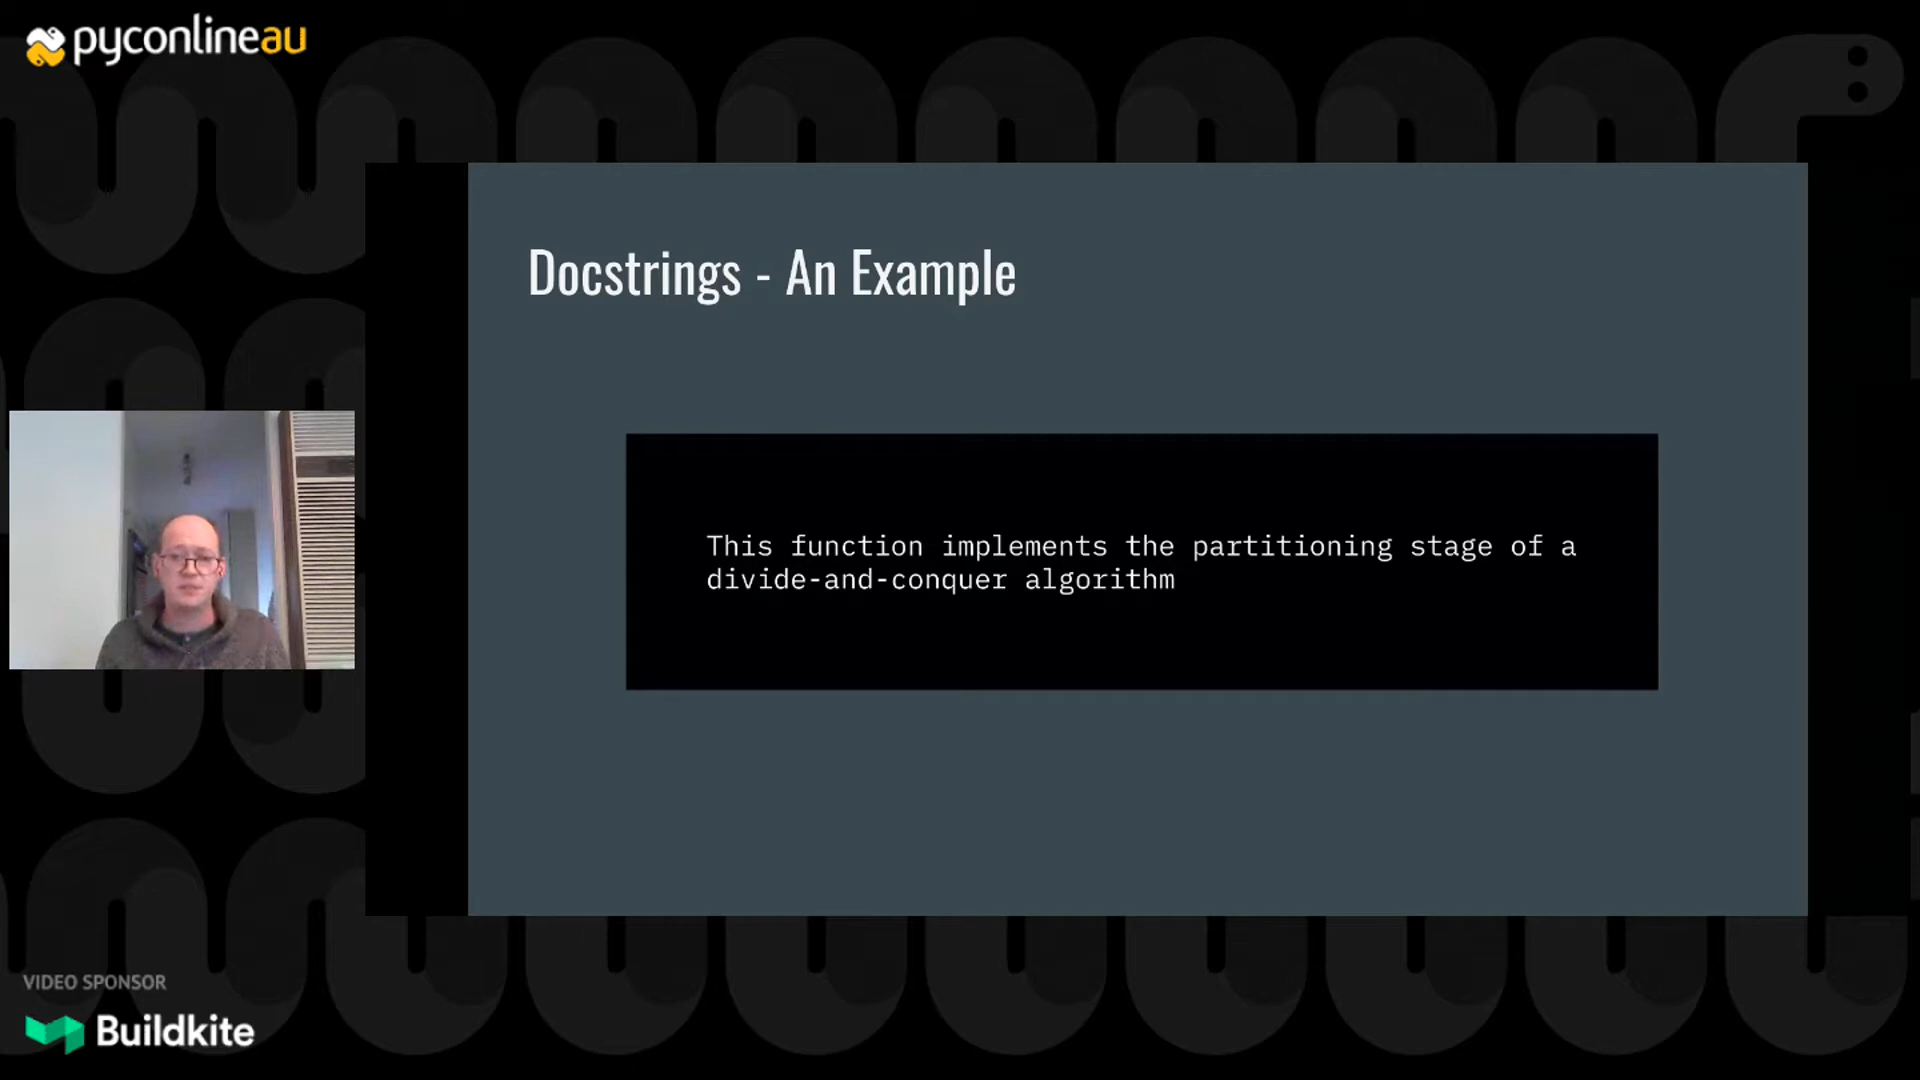 pyconlineau
Docstrings - An Example
This function implements the partitioning stage of a
divide-and-conquer algorithm
VIDEO SPONSOR
Buildkite